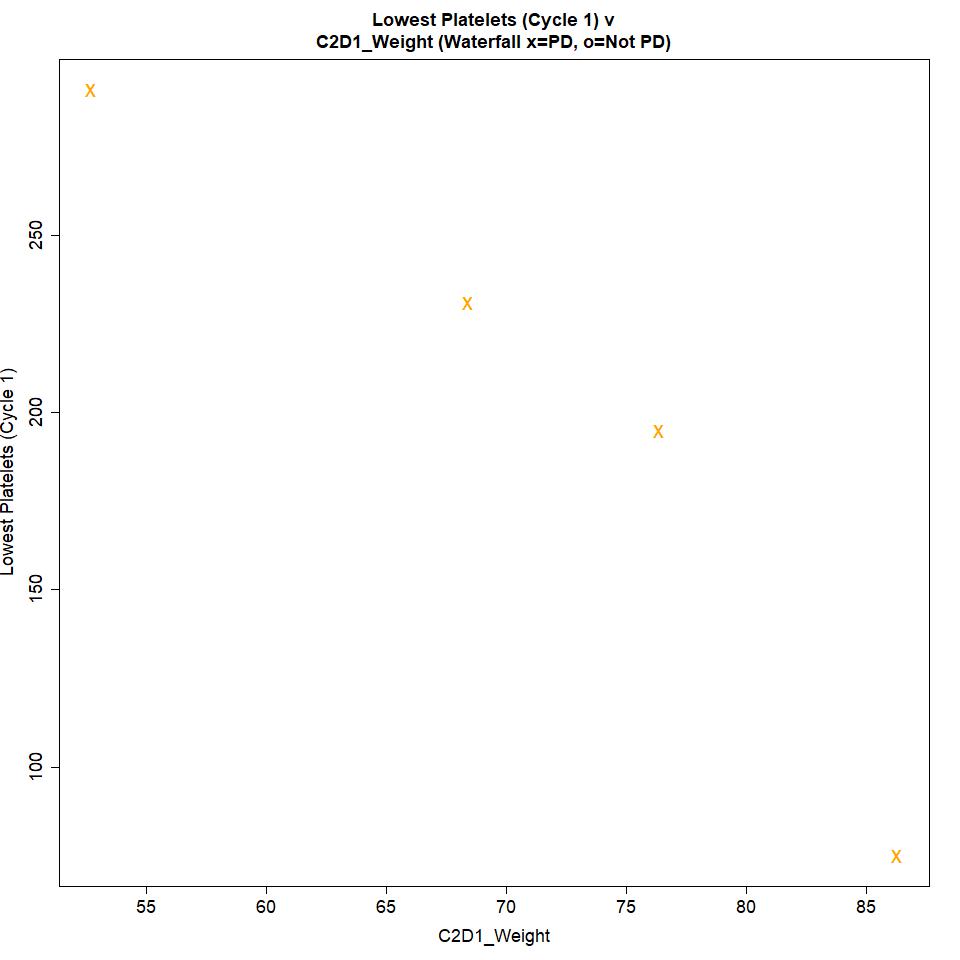 Lowest Platelets (Cycle 1) v
C2D1_Weight (Waterfall x=PD, o=Not PD)
X
250
X
Lowest Platelets (Cycle 1)
200
X
150
100
X
55 60 65 70 75 80 85
C2D1_Weight